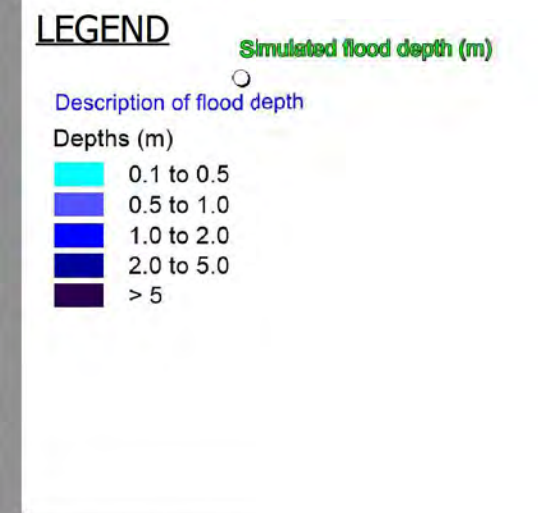 LEGEND
Simulated flood depth (m)
Description of flood depth
Depths (m)
0.1 to 0.5
0.5 to 1.0
1.0 to 2.0
2.0 to 5.0
> 5